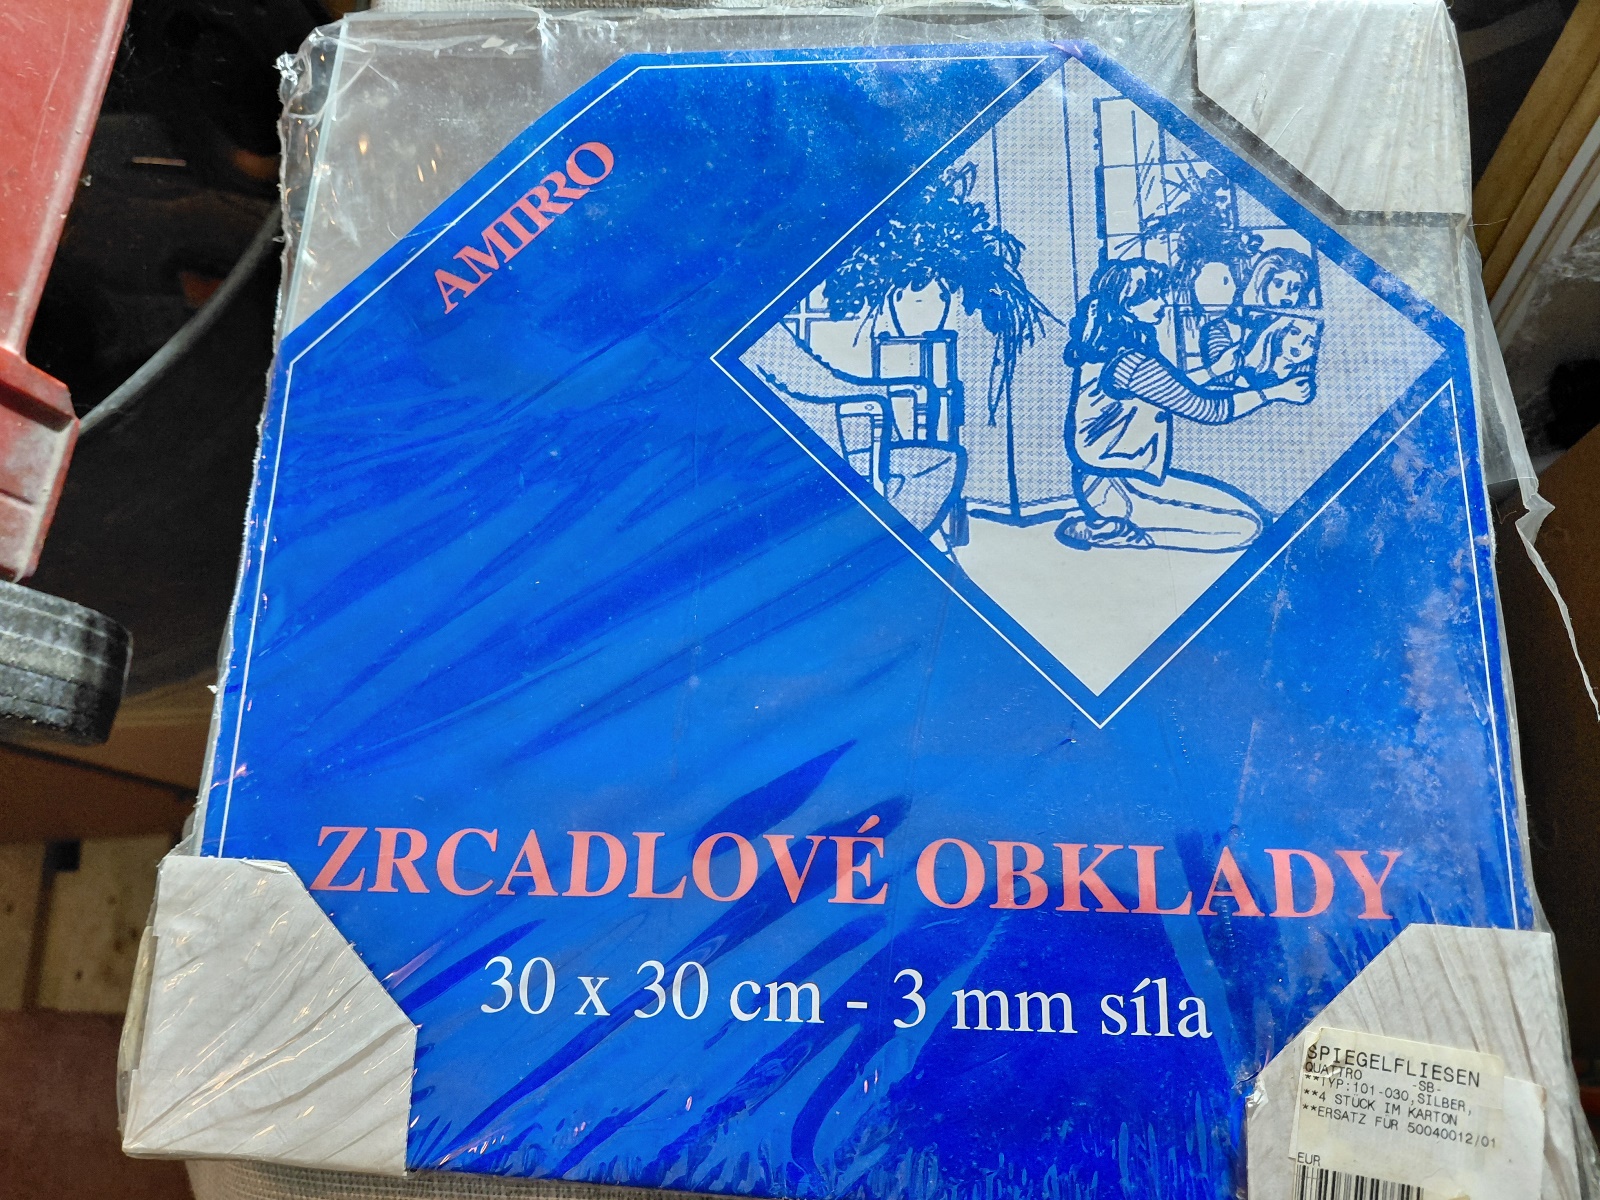 AMIRRO
ZRCADLOVÉ OBKLADY
30 x 30 cm - 3 mm síla
SPIEGELFLIESEN
QUATTRO -SB-
**TYP:101-030,SILBER,
**4 STÜCK IM KARTON
**ERSATZ FÜR 50040012/01
EUR